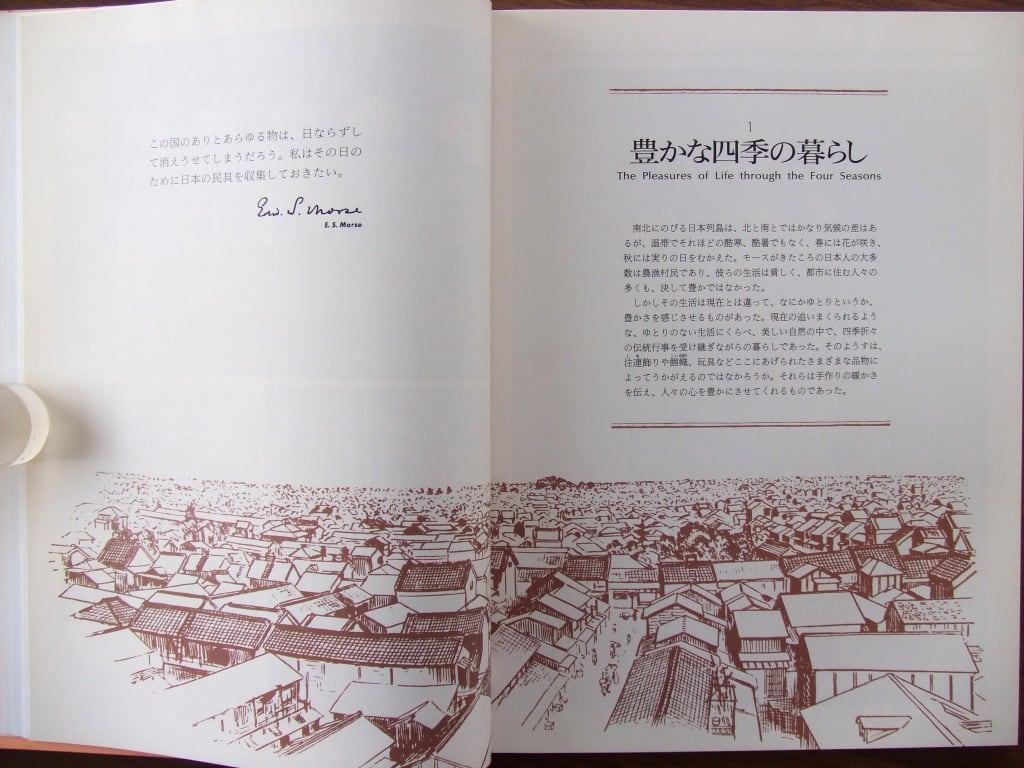 この国のありとあらゆる物は、日ならずし
て消えうせてしまうだろう。私はその日の
ために日本の民具を収集しておきたい。
Edw. S. Morse
E. S. Morse
1
豊かな四季の暮らし
The Pleasures of Life through the Four Seasons
南北にのびる日本列島は、北と南とではかなり気候の差はあ
るが、温帯でそれほどの酷寒、酷暑でもなく、春には花が咲き、
秋には実りの日をむかえた。モースがきたころの日本人の大多
数は農漁村民であり、彼らの生活は貧しく、都市に住む人々の
多くも、決して豊かではなかった。
しかしその生活は現在とは違って、なにかゆとりというか、
豊かさを感じさせるものがあった。現在の追いまくられるよう
な、ゆとりのない生活にくらべ、美しい自然の中で、四季折々
の伝統行事を受け継ぎながらの暮らしであった。そのようすは、
注連飾りや鯉幟、玩具などここにあげられたさまざまな品物に
よってうかがえるのではなかろうか。それらは手作りの暖かさ
を伝え、人々の心を豊かにさせてくれるものであった。